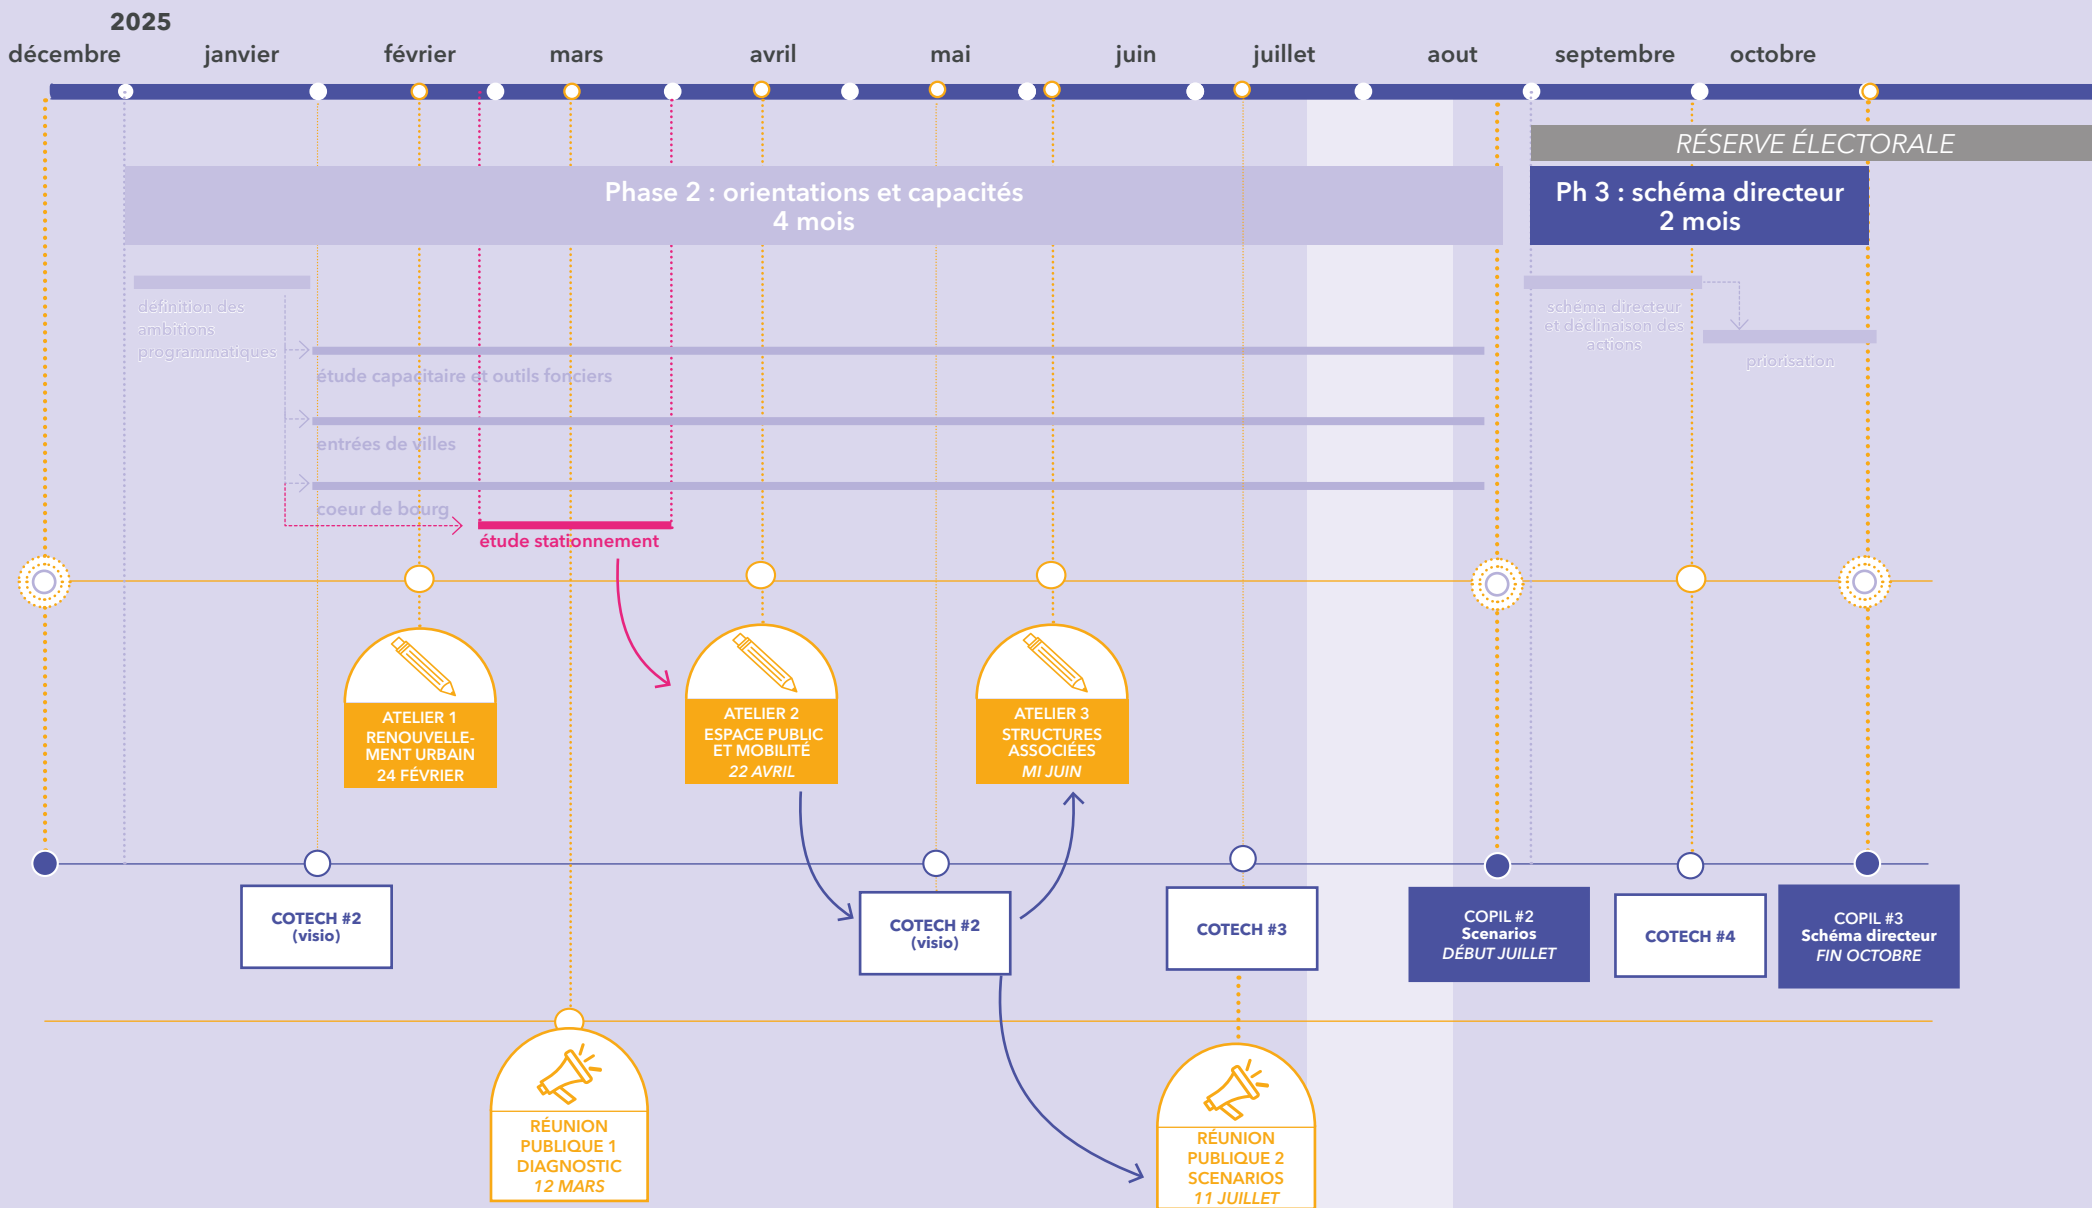 2025
décembre janvier février mars avril mai juin juillet aout septembre octobre
RÉSERVE ÉLECTORALE
Phase 2 : orientations et capacités
4 mois
Ph 3 : schéma directeur
2 mois
définition des
ambitions
programmatiques
schéma directeur
et déclinaison des
actions
priorisation
étude capacitaire et outils fonciers
entrées de villes
coeur de bourg
étude stationnement
ATELIER 1
RENOUVELLE-
MENT URBAIN
24 FÉVRIER
ATELIER 2
ESPACE PUBLIC
ET MOBILITÉ
22 AVRIL
ATELIER 3
STRUCTURES
ASSOCIÉES
MI JUIN
COTECH #2
(visio)
COTECH #2
(visio)
COTECH #3
COPIL #2
Scenarios
DÉBUT JUILLET
COTECH #4
COPIL #3
Schéma directeur
FIN OCTOBRE
RÉUNION
PUBLIQUE 1
DIAGNOSTIC
12 MARS
RÉUNION
PUBLIQUE 2
SCENARIOS
11 JUILLET